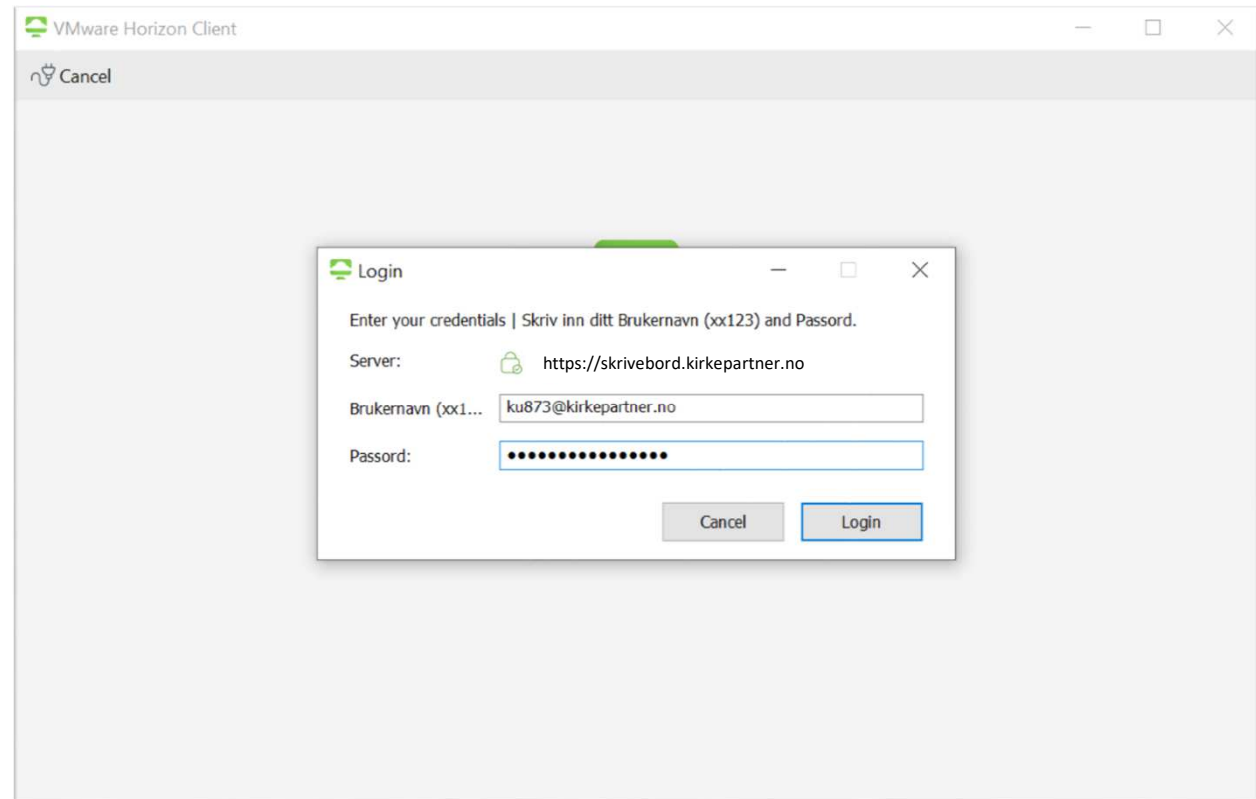 VMware Horizon Client
Cancel
Login
Enter your credentials | Skriv inn ditt Brukernavn (xx123) and Passord.
Server: https://skrivebord.kirkepartner.no
Brukernavn (xx1... ku873@kirkepartner.no
Passord: ••••••••••••••••
Cancel Login